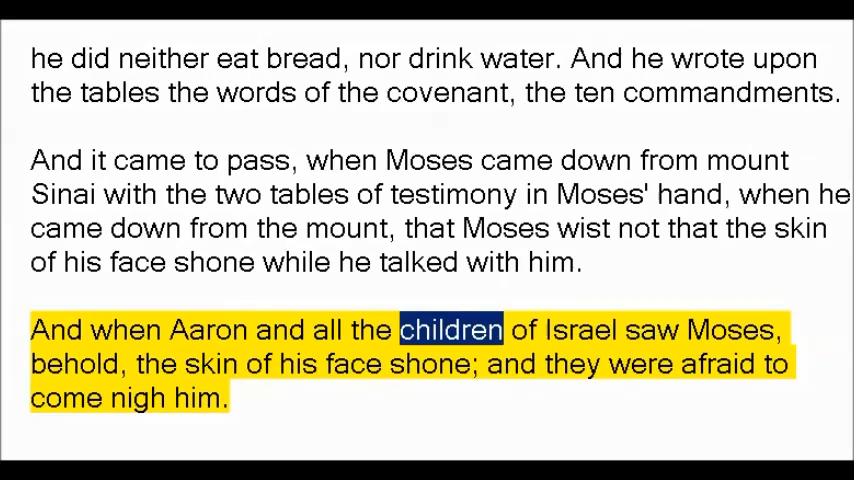 he did neither eat bread, nor drink water. And he wrote upon
the tables the words of the covenant, the ten commandments.
And it came to pass, when Moses came down from mount
Sinai with the two tables of testimony in Moses' hand, when he
came down from the mount, that Moses wist not that the skin
of his face shone while he talked with him.
And when Aaron and all the children of Israel saw Moses,
behold, the skin of his face shone; and they were afraid to
come nigh him.